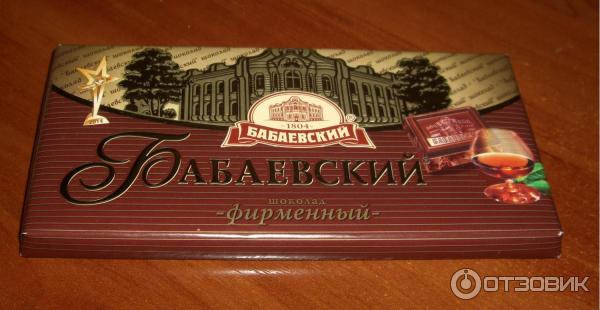 1804
БАБАЕВСКИЙ
БАБАЕВСКИЙ
шоколад
-фирменный-
ОТЗОВИК